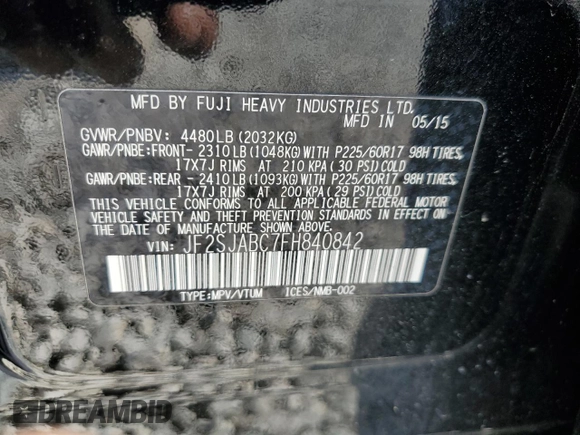 MFD BY FUJI HEAVY INDUSTRIES LTD.
MFD IN 05/15
GVWR/PNBV: 4480LB (2032KG)
GAWR/PNBE:FRONT- 2310LB (1048KG) WITH P225/60R17 98H TIRES,
17X7J RIMS AT 210 KPA (30 PSI) COLD
GAWR/PNBE:REAR - 2410LB (1093KG) WITH P225/60R17 98H TIRES,
17X7J RIMS AT 200 KPA (29 PSI) COLD
THIS VEHICLE CONFORMS TO ALL APPLICABLE FEDERAL MOTOR
VEHICLE SAFETY AND THEFT PREVENTION STANDARDS IN EFFECT ON
THE DATE OF MANUFACTURE SHOWN ABOVE.
VIN: JF2SJABC7FH840842
TYPE:MPV/VTUM ICES/NMB-002
DREAMBID